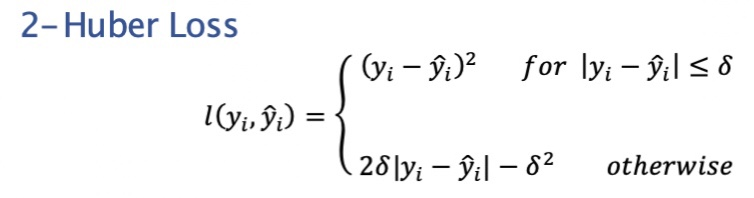 2- Huber Loss
(yᵢ − ŷᵢ)² for |yᵢ − ŷᵢ| ≤ δ
l(yᵢ, ŷᵢ) = {
2δ|yᵢ − ŷᵢ| − δ² otherwise